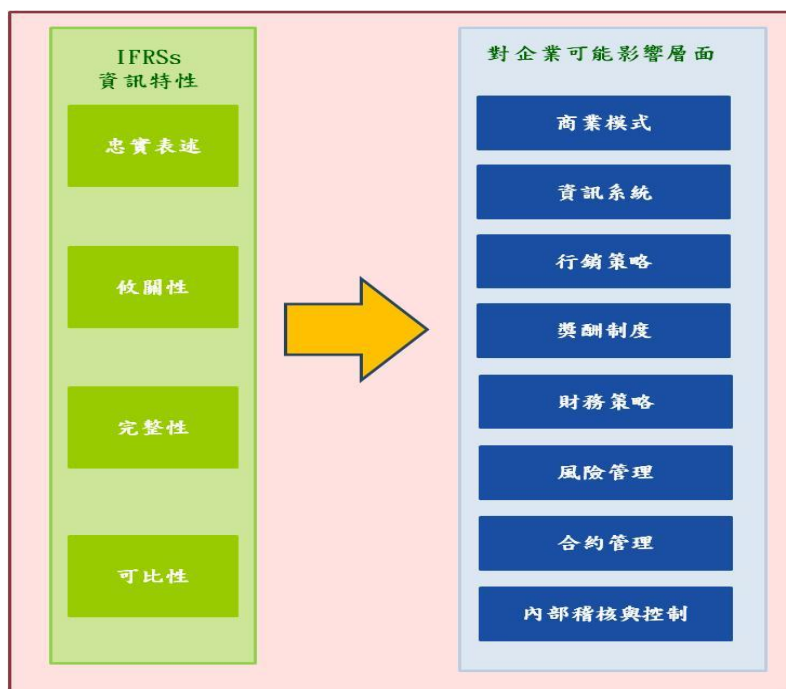 IFRSs
資訊特性
忠實表述
攸關性
完整性
可比性
對企業可能影響層面
商業模式
資訊系統
行銷策略
獎酬制度
財務策略
風險管理
合約管理
內部稽核與控制